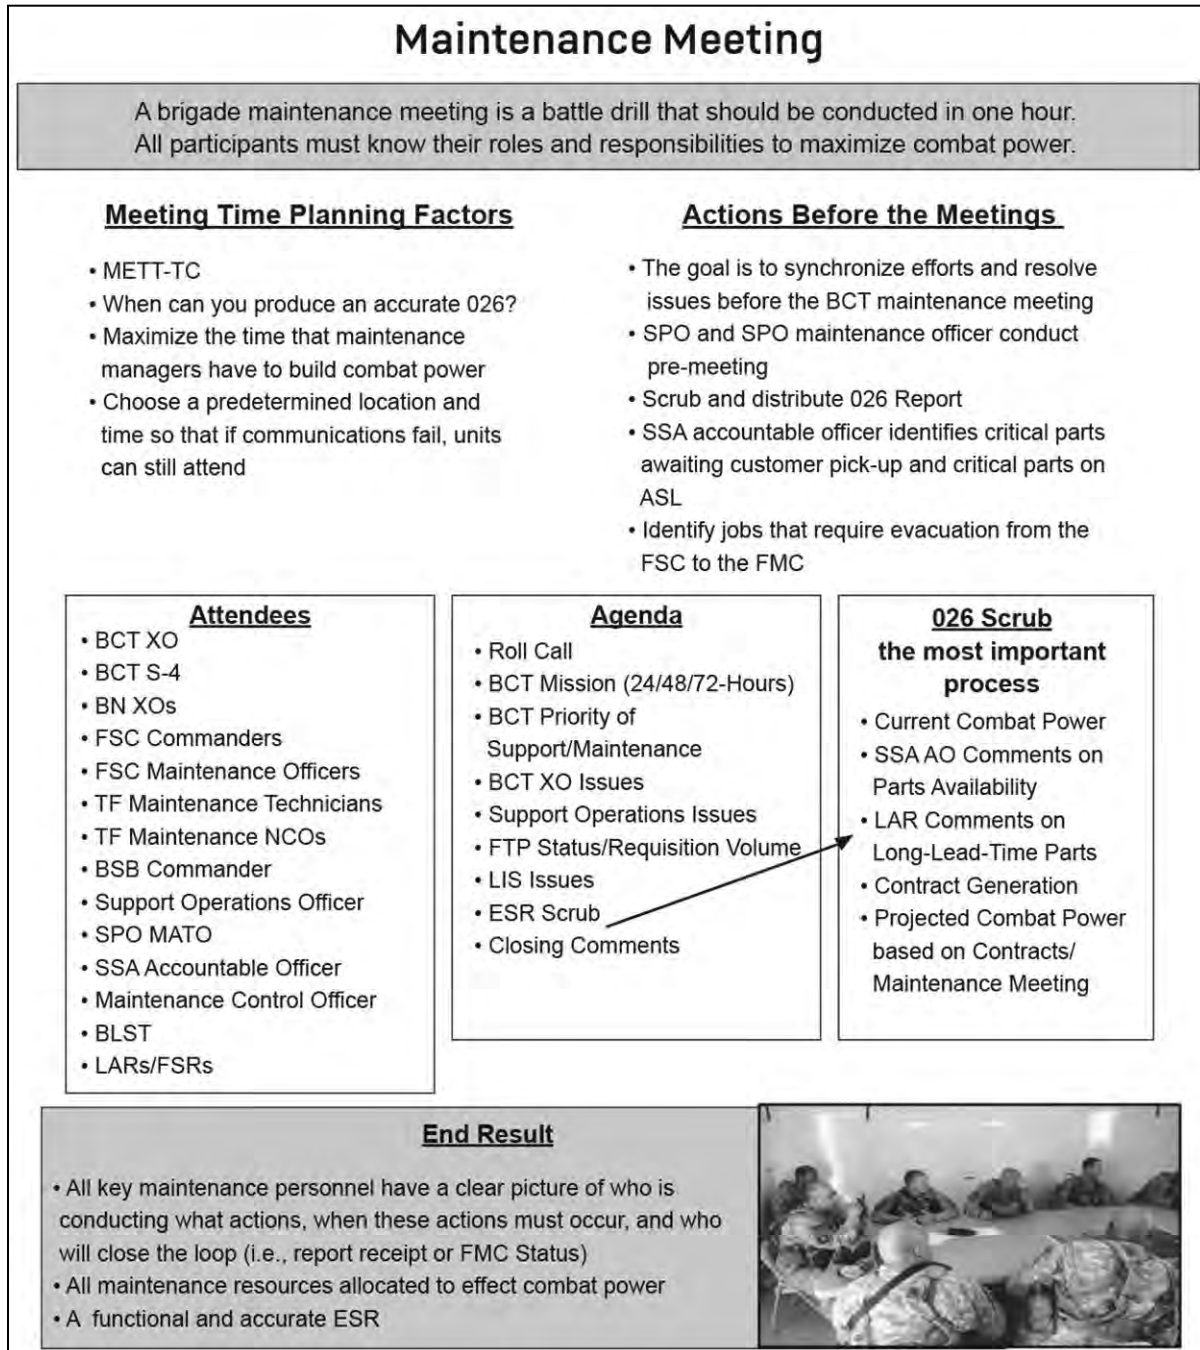 Maintenance Meeting
A brigade maintenance meeting is a battle drill that should be conducted in one hour.
All participants must know their roles and responsibilities to maximize combat power.
Meeting Time Planning Factors
• METT-TC
• When can you produce an accurate 026?
• Maximize the time that maintenance
managers have to build combat power
• Choose a predetermined location and
time so that if communications fail, units
can still attend
Actions Before the Meetings
• The goal is to synchronize efforts and resolve
issues before the BCT maintenance meeting
• SPO and SPO maintenance officer conduct
pre-meeting
• Scrub and distribute 026 Report
• SSA accountable officer identifies critical parts
awaiting customer pick-up and critical parts on
ASL
• Identify jobs that require evacuation from the
FSC to the FMC
Attendees
• BCT XO
• BCT S-4
• BN XOs
• FSC Commanders
• FSC Maintenance Officers
• TF Maintenance Technicians
• TF Maintenance NCOs
• BSB Commander
• Support Operations Officer
• SPO MATO
• SSA Accountable Officer
• Maintenance Control Officer
• BLST
• LARs/FSRs
Agenda
• Roll Call
• BCT Mission (24/48/72-Hours)
• BCT Priority of
Support/Maintenance
• BCT XO Issues
• Support Operations Issues
• FTP Status/Requisition Volume
• LIS Issues
• ESR Scrub
• Closing Comments
026 Scrub
the most important
process
• Current Combat Power
• SSA AO Comments on
Parts Availability
• LAR Comments on
Long-Lead-Time Parts
• Contract Generation
• Projected Combat Power
based on Contracts/
Maintenance Meeting
End Result
• All key maintenance personnel have a clear picture of who is
conducting what actions, when these actions must occur, and who
will close the loop (i.e., report receipt or FMC Status)
• All maintenance resources allocated to effect combat power
• A functional and accurate ESR